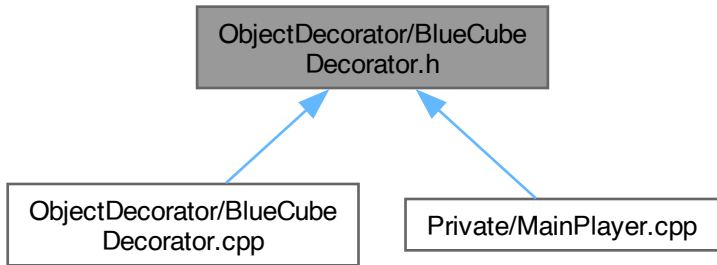 ObjectDecorator/BlueCube
Decorator.h
ObjectDecorator/BlueCube
Decorator.cpp
Private/MainPlayer.cpp